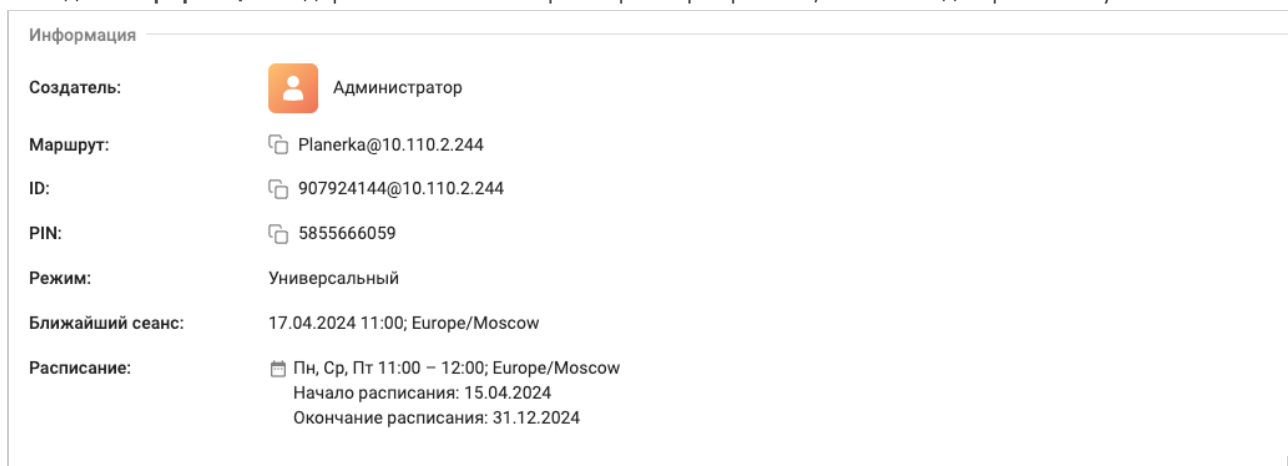 Информация
Создатель: Администратор
Маршрут: Planerka@10.110.2.244
ID: 907924144@10.110.2.244
PIN: 5855666059
Режим: Универсальный
Ближайший сеанс: 17.04.2024 11:00; Europe/Moscow
Расписание: Пн, Ср, Пт 11:00 – 12:00; Europe/Moscow
Начало расписания: 15.04.2024
Окончание расписания: 31.12.2024